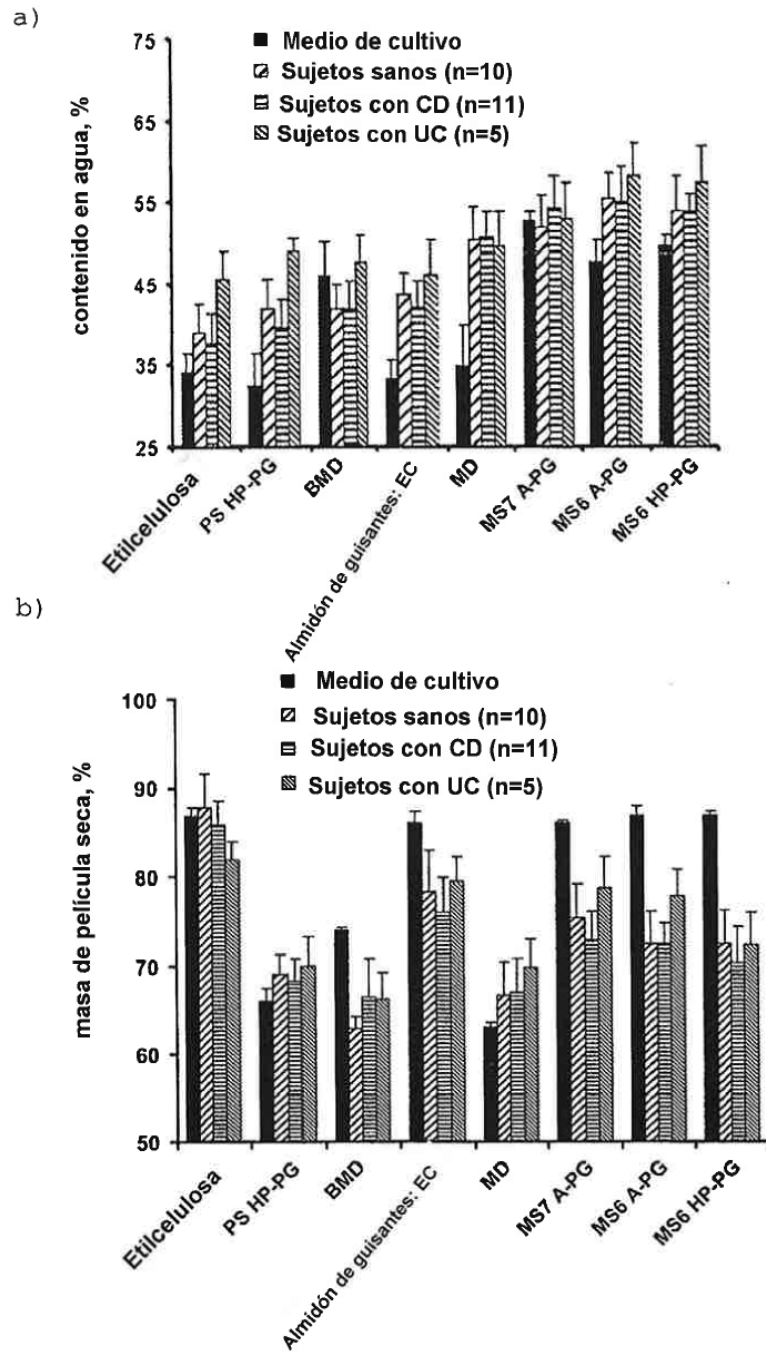 a)
75
65
55
45
35
25
contenido en agua, %
Medio de cultivo
Sujetos sanos (n=10)
Sujetos con CD (n=11)
Sujetos con UC (n=5)
Etilcelulosa
PS HP-PG
BMD
Almidón de guisantes: EC
MD
MS7 A-PG
MS6 A-PG
MS6 HP-PG
b)
100
90
80
70
60
50
masa de película seca, %
Medio de cultivo
Sujetos sanos (n=10)
Sujetos con CD (n=11)
Sujetos con UC (n=5)
Etilcelulosa
PS HP-PG
BMD
Almidón de guisantes: EC
MD
MS7 A-PG
MS6 A-PG
MS6 HP-PG